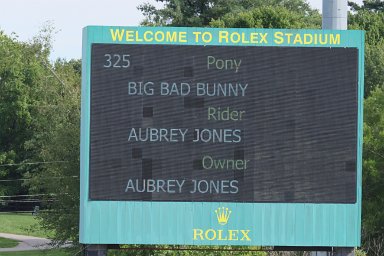 WELCOME TO ROLEX STADIUM
325 Pony
BIG BAD BUNNY
Rider
AUBREY JONES
Owner
AUBREY JONES
ROLEX